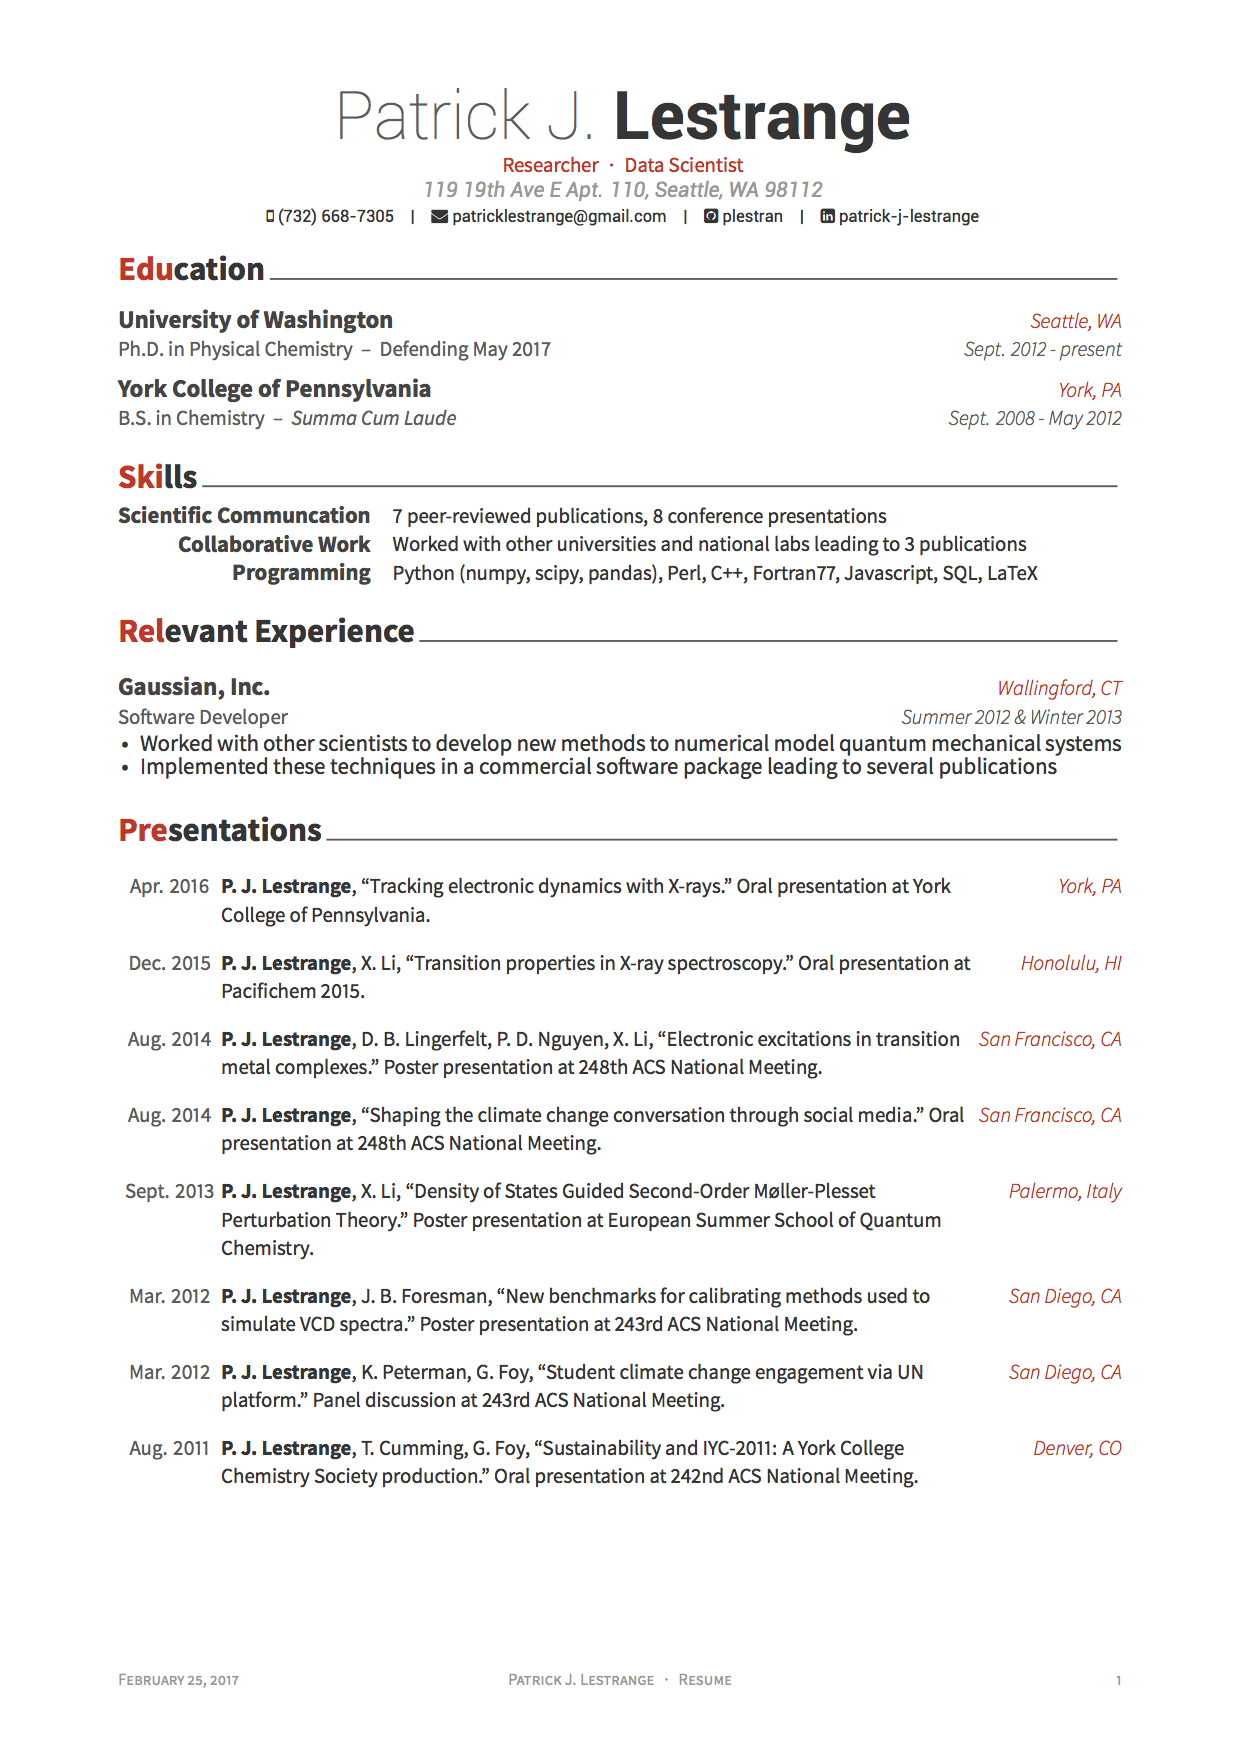 Patrick J. Lestrange
Researcher · Data Scientist
119 19th Ave E Apt. 110, Seattle, WA 98112
(732) 668-7305 | patricklestrange@gmail.com | plestran | patrick-j-lestrange
Education
University of Washington Seattle, WA
Ph.D. in Physical Chemistry – Defending May 2017 Sept. 2012 - present
York College of Pennsylvania York, PA
B.S. in Chemistry – Summa Cum Laude Sept. 2008 - May 2012
Skills
Scientific Communcation 7 peer-reviewed publications, 8 conference presentations
Collaborative Work Worked with other universities and national labs leading to 3 publications
Programming Python (numpy, scipy, pandas), Perl, C++, Fortran77, Javascript, SQL, LaTeX
Relevant Experience
Gaussian, Inc. Wallingford, CT
Software Developer Summer 2012 & Winter 2013
• Worked with other scientists to develop new methods to numerical model quantum mechanical systems
• Implemented these techniques in a commercial software package leading to several publications
Presentations
Apr. 2016 P. J. Lestrange, “Tracking electronic dynamics with X-rays.” Oral presentation at York York, PA
College of Pennsylvania.
Dec. 2015 P. J. Lestrange, X. Li, “Transition properties in X-ray spectroscopy.” Oral presentation at Honolulu, HI
Pacifichem 2015.
Aug. 2014 P. J. Lestrange, D. B. Lingerfelt, P. D. Nguyen, X. Li, “Electronic excitations in transition San Francisco, CA
metal complexes.” Poster presentation at 248th ACS National Meeting.
Aug. 2014 P. J. Lestrange, “Shaping the climate change conversation through social media.” Oral San Francisco, CA
presentation at 248th ACS National Meeting.
Sept. 2013 P. J. Lestrange, X. Li, “Density of States Guided Second-Order Møller-Plesset Palermo, Italy
Perturbation Theory.” Poster presentation at European Summer School of Quantum
Chemistry.
Mar. 2012 P. J. Lestrange, J. B. Foresman, “New benchmarks for calibrating methods used to San Diego, CA
simulate VCD spectra.” Poster presentation at 243rd ACS National Meeting.
Mar. 2012 P. J. Lestrange, K. Peterman, G. Foy, “Student climate change engagement via UN San Diego, CA
platform.” Panel discussion at 243rd ACS National Meeting.
Aug. 2011 P. J. Lestrange, T. Cumming, G. Foy, “Sustainability and IYC-2011: A York College Denver, CO
Chemistry Society production.” Oral presentation at 242nd ACS National Meeting.
February 25, 2017 Patrick J. Lestrange · Resume 1